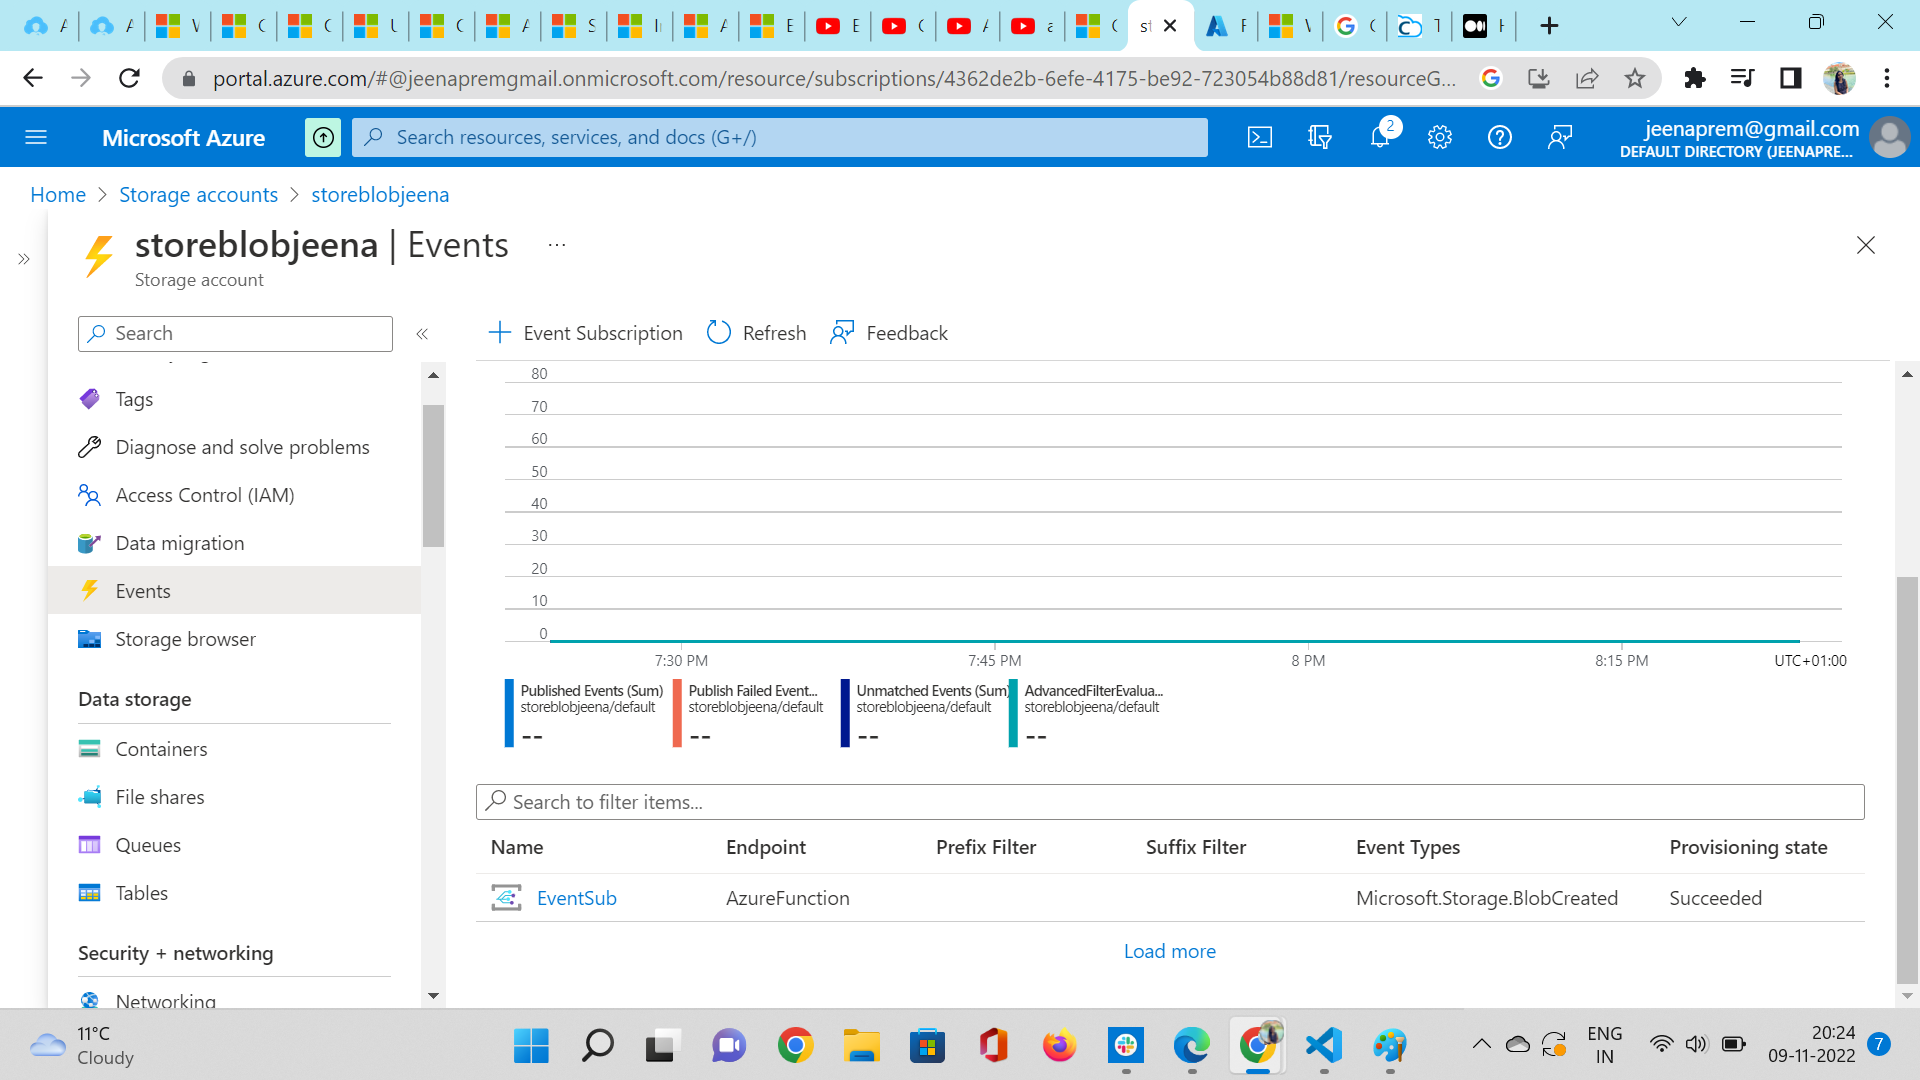 portal.azure.com/#@jeenapremgmail.onmicrosoft.com/resource/subscriptions/4362de2b-6efe-4175-be92-723054b88d81/resourceG...
Microsoft Azure
Search resources, services, and docs (G+/)
2
jeenaprem@gmail.com
DEFAULT DIRECTORY (JEENAPRE...
Home > Storage accounts > storeblobjeena
storeblobjeena | Events ...
Storage account
Search
Event Subscription Refresh Feedback
Tags
Diagnose and solve problems
Access Control (IAM)
Data migration
Events
Storage browser
Data storage
Containers
File shares
Queues
Tables
Security + networking
Networking
80
70
60
50
40
30
20
10
0
7:30 PM 7:45 PM 8 PM 8:15 PM UTC+01:00
Published Events (Sum)
storeblobjeena/default
--
Publish Failed Event...
storeblobjeena/default
--
Unmatched Events (Sum)
storeblobjeena/default
--
AdvancedFilterEvalua...
storeblobjeena/default
--
Search to filter items...
Name Endpoint Prefix Filter Suffix Filter Event Types Provisioning state
EventSub AzureFunction Microsoft.Storage.BlobCreated Succeeded
Load more
11°C
Cloudy
ENG
IN
20:24
09-11-2022
7